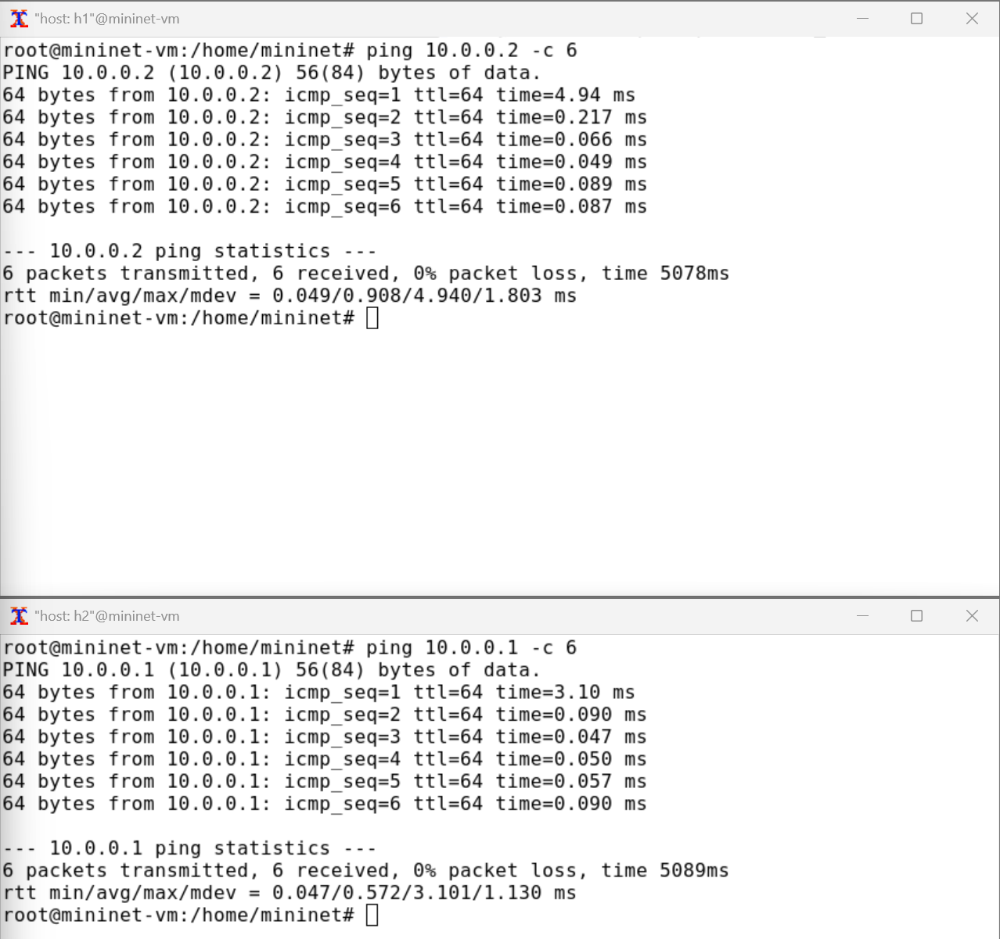 "host: h1"@mininet-vm
root@mininet-vm:/home/mininet# ping 10.0.0.2 -c 6
PING 10.0.0.2 (10.0.0.2) 56(84) bytes of data.
64 bytes from 10.0.0.2: icmp_seq=1 ttl=64 time=4.94 ms
64 bytes from 10.0.0.2: icmp_seq=2 ttl=64 time=0.217 ms
64 bytes from 10.0.0.2: icmp_seq=3 ttl=64 time=0.066 ms
64 bytes from 10.0.0.2: icmp_seq=4 ttl=64 time=0.049 ms
64 bytes from 10.0.0.2: icmp_seq=5 ttl=64 time=0.089 ms
64 bytes from 10.0.0.2: icmp_seq=6 ttl=64 time=0.087 ms
--- 10.0.0.2 ping statistics ---
6 packets transmitted, 6 received, 0% packet loss, time 5078ms
rtt min/avg/max/mdev = 0.049/0.908/4.940/1.803 ms
root@mininet-vm:/home/mininet#
"host: h2"@mininet-vm
root@mininet-vm:/home/mininet# ping 10.0.0.1 -c 6
PING 10.0.0.1 (10.0.0.1) 56(84) bytes of data.
64 bytes from 10.0.0.1: icmp_seq=1 ttl=64 time=3.10 ms
64 bytes from 10.0.0.1: icmp_seq=2 ttl=64 time=0.090 ms
64 bytes from 10.0.0.1: icmp_seq=3 ttl=64 time=0.047 ms
64 bytes from 10.0.0.1: icmp_seq=4 ttl=64 time=0.050 ms
64 bytes from 10.0.0.1: icmp_seq=5 ttl=64 time=0.057 ms
64 bytes from 10.0.0.1: icmp_seq=6 ttl=64 time=0.090 ms
--- 10.0.0.1 ping statistics ---
6 packets transmitted, 6 received, 0% packet loss, time 5089ms
rtt min/avg/max/mdev = 0.047/0.572/3.101/1.130 ms
root@mininet-vm:/home/mininet#